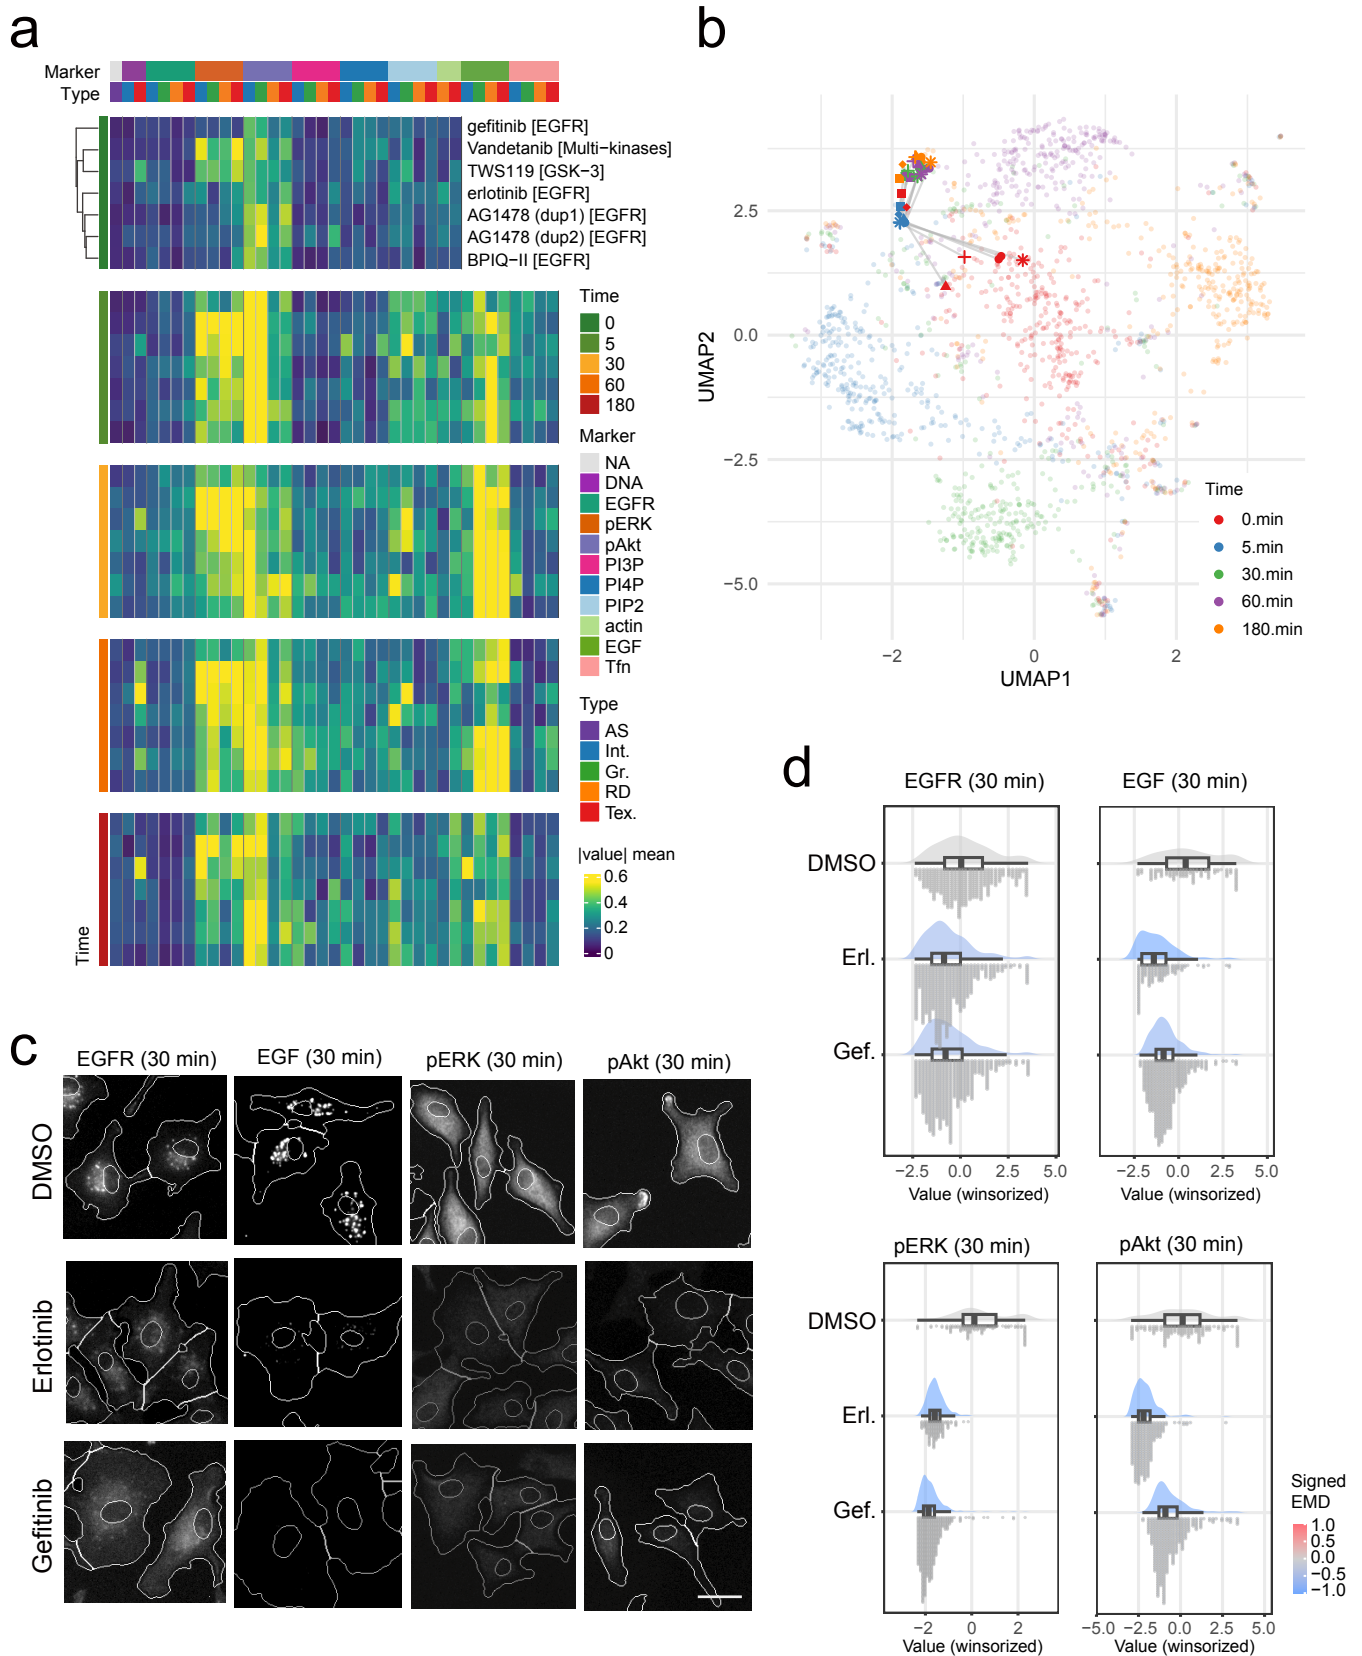 a
Marker
Type
gefitinib [EGFR]
Vandetanib [Multi−kinases]
TWS119 [GSK−3]
erlotinib [EGFR]
AG1478 (dup1) [EGFR]
AG1478 (dup2) [EGFR]
BPIQ−II [EGFR]
Time
0
5
30
60
180
Marker
NA
DNA
EGFR
pERK
pAkt
PI3P
PI4P
PIP2
actin
EGF
Tfn
Type
AS
Int.
Gr.
RD
Tex.
|value| mean
0.6
0.4
0.2
0
Time
b
2.5
0.0
−2.5
−5.0
UMAP2
−2
0
2
UMAP1
Time
0.min
5.min
30.min
60.min
180.min
c
EGFR (30 min)
EGF (30 min)
pERK (30 min)
pAkt (30 min)
DMSO
Erlotinib
Gefitinib
d
EGFR (30 min)
EGF (30 min)
DMSO
Erl.
Gef.
−2.5 0.0 2.5 5.0
Value (winsorized)
−2.5 0.0 2.5 5.0
Value (winsorized)
pERK (30 min)
pAkt (30 min)
DMSO
Erl.
Gef.
−2 0 2
Value (winsorized)
−5.0 −2.5 0.0 2.5 5.0
Value (winsorized)
Signed
EMD
1.0
0.5
0.0
−0.5
−1.0